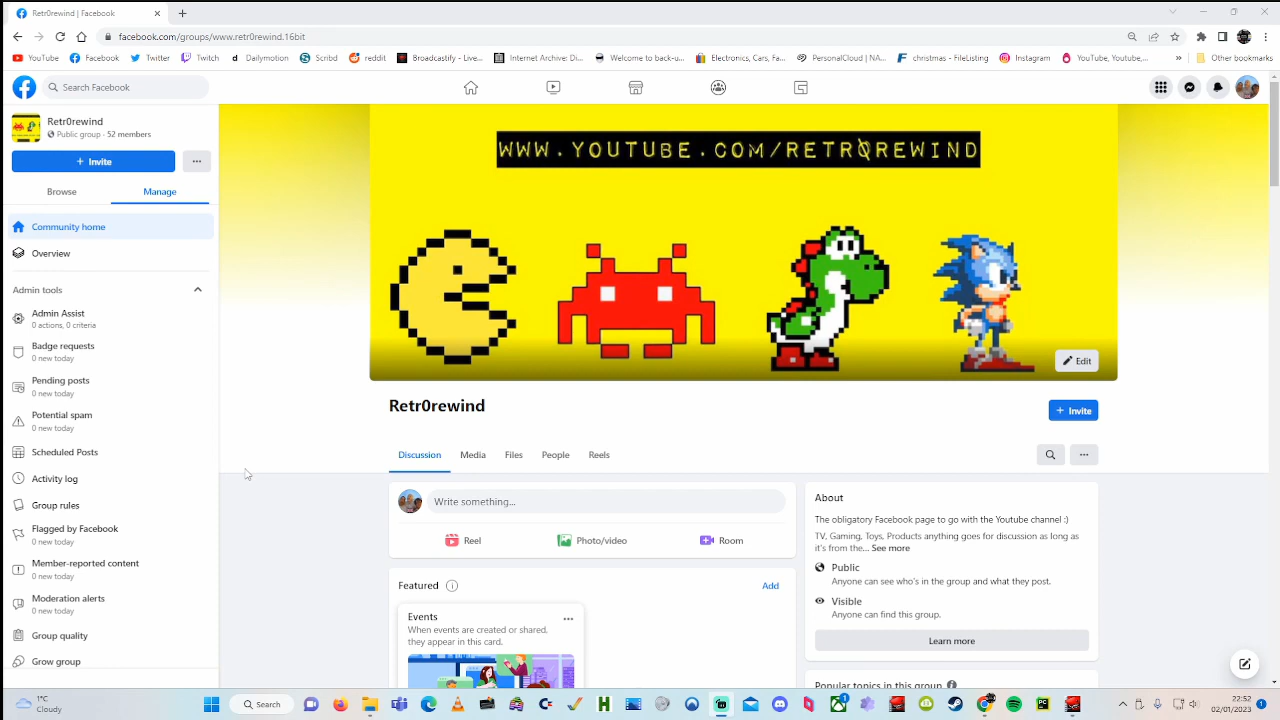 Retr0rewind | Facebook
facebook.com/groups/www.retr0rewind.16bit
YouTube
Facebook
Twitter
Twitch
Dailymotion
Scribd
reddit
Broadcastify - Live...
Internet Archive: Di...
Welcome to back-u...
Electronics, Cars, Fa...
PersonalCloud | NA...
christmas - FileListing
Instagram
YouTube, Youtube,...
Other bookmarks
Search Facebook
Retr0rewind
Public group · 52 members
+ Invite
Browse
Manage
Community home
Overview
Admin tools
Admin Assist
0 actions, 0 criteria
Badge requests
0 new today
Pending posts
0 new today
Potential spam
0 new today
Scheduled Posts
Activity log
Group rules
Flagged by Facebook
0 new today
Member-reported content
0 new today
Moderation alerts
0 new today
Group quality
Grow group
WWW.YOUTUBE.COM/RETR0REWIND
Edit
Retr0rewind
+ Invite
Discussion
Media
Files
People
Reels
Write something...
Reel
Photo/video
Room
Featured
Add
Events
When events are created or shared,
they appear in this card.
About
The obligatory Facebook page to go with the Youtube channel :)
TV, Gaming, Toys, Products anything goes for discussion as long as
it's from the... See more
Public
Anyone can see who's in the group and what they post.
Visible
Anyone can find this group.
Learn more
Popular topics in this group
1°C
Cloudy
Search
22:52
02/01/2023